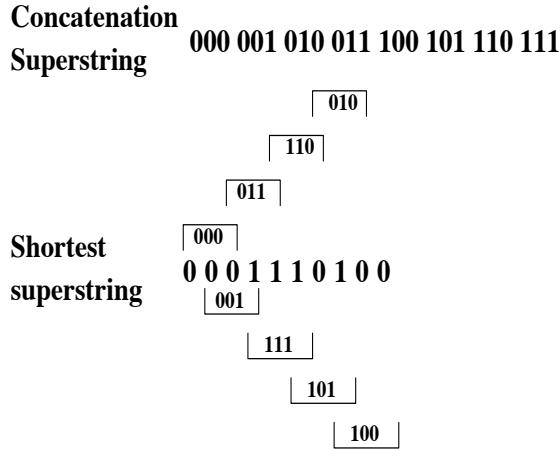 Concatenation
Superstring
000 001 010 011 100 101 110 111
010
110
011
000
Shortest
superstring
0 0 0 1 1 1 0 1 0 0
001
111
101
100